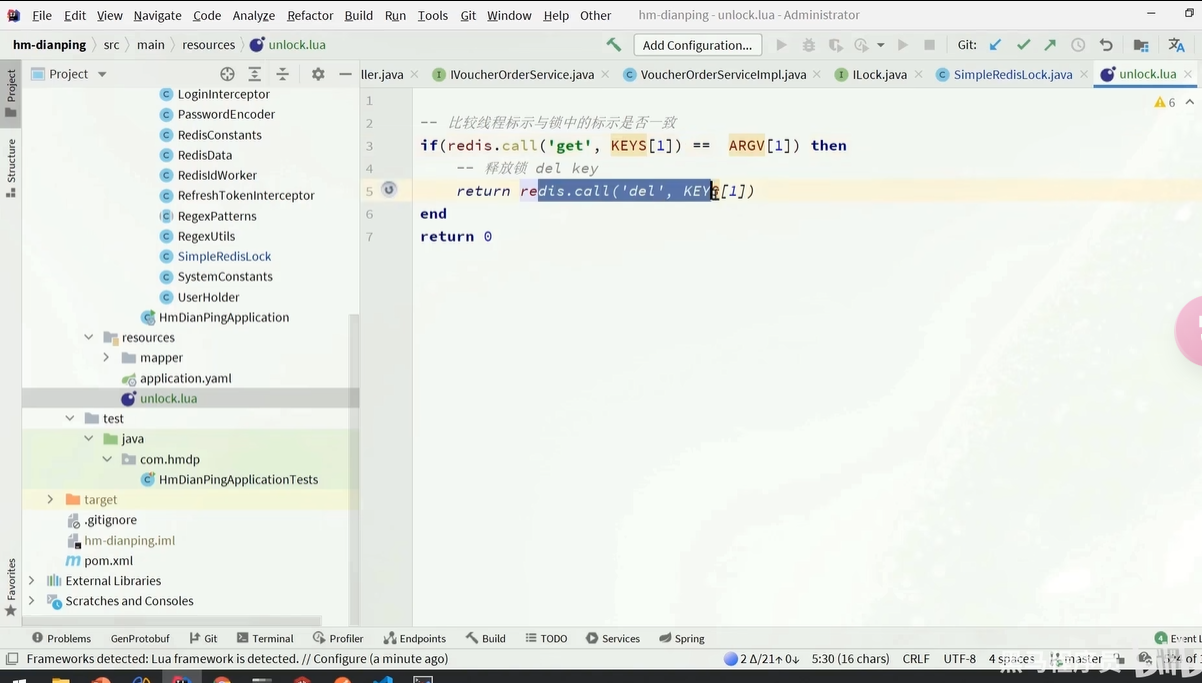 File Edit View Navigate Code Analyze Refactor Build Run Tools Git Window Help Other hm-dianping - unlock.lua - Administrator
hm-dianping src main resources unlock.lua Add Configuration... Git:
Project
Project
ller.java IVoucherOrderService.java VoucherOrderServiceImpl.java ILock.java SimpleRedisLock.java unlock.lua
LoginInterceptor
PasswordEncoder
RedisConstants
RedisData
RedisIdWorker
RefreshTokenInterceptor
RegexPatterns
RegexUtils
SimpleRedisLock
SystemConstants
UserHolder
HmDianPingApplication
resources
mapper
application.yaml
unlock.lua
test
java
com.hmdp
HmDianPingApplicationTests
target
.gitignore
hm-dianping.iml
pom.xml
External Libraries
Scratches and Consoles
Structure
Favorites
6
1
2 -- 比较线程标示与锁中的标示是否一致
3 if(redis.call('get', KEYS[1]) == ARGV[1]) then
4 -- 释放锁 del key
5 return redis.call('del', KEYS[1])
6 end
7 return 0
Problems GenProtobuf Git Terminal Profiler Endpoints Build TODO Services Spring 4 Event L
Frameworks detected: Lua framework is detected. // Configure (a minute ago) 2 Δ/21↑ 0↓ 5:30 (16 chars) CRLF UTF-8 4 spaces master
黑马程序员